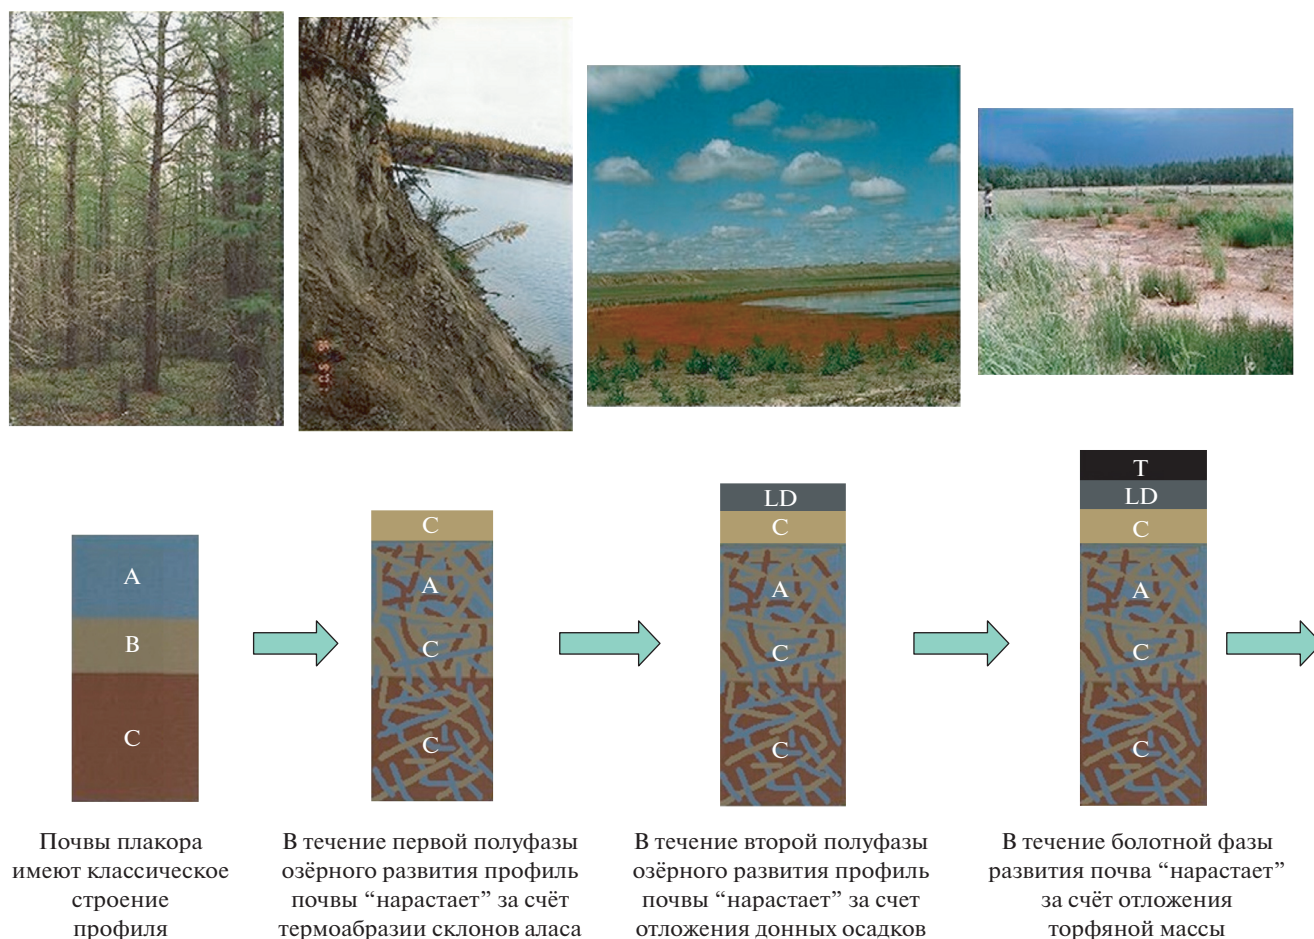 T
LD
LD
C
C
C
A
A
A
A
B
C
C
C
C
C
C
C
Почвы плакора
имеют классическое
строение
профиля
В течение первой полуфазы
озёрного развития профиль
почвы “нарастает” за счёт
термоабразии склонов аласа
В течение второй полуфазы
озёрного развития профиль
почвы “нарастает” за счет
отложения донных осадков
В течение болотной фазы
развития почва “нарастает”
за счёт отложения
торфяной массы